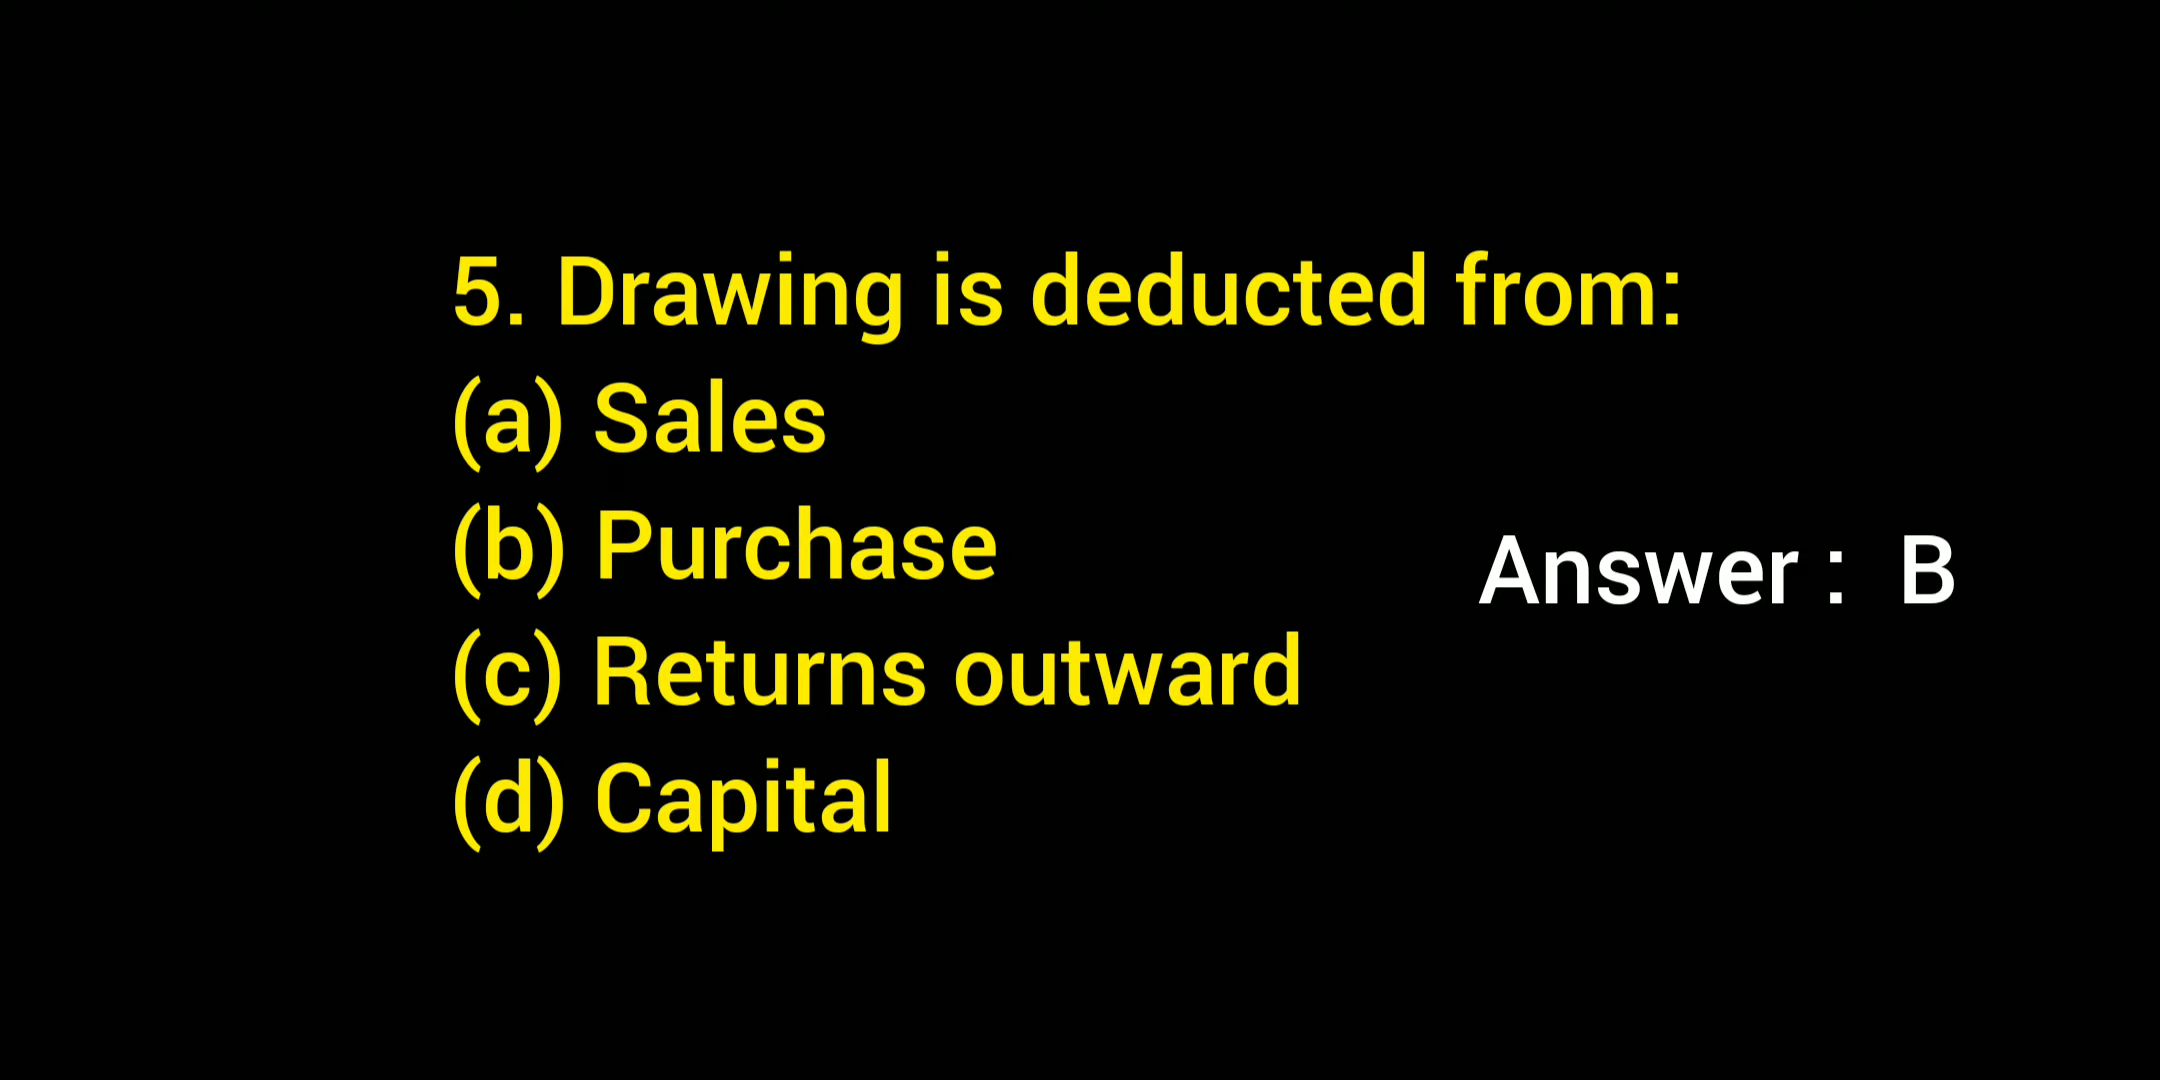 5. Drawing is deducted from:
(a) Sales
(b) Purchase
Answer : B
(c) Returns outward
(d) Capital